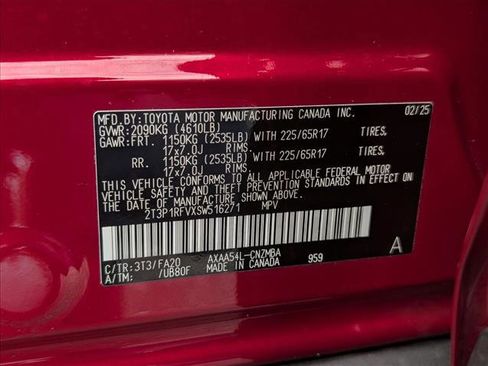 MFD.BY:TOYOTA MOTOR MANUFACTURING CANADA INC. 02/25
GVWR:2090KG (4610LB)
GAWR:FRT. 1150KG (2535LB) WITH 225/65R17 TIRES,
17x7.0J RIMS.
RR. 1150KG (2535LB) WITH 225/65R17 TIRES,
17x7.0J RIMS.
THIS VEHICLE CONFORMS TO ALL APPLICABLE FEDERAL MOTOR
VEHICLE SAFETY AND THEFT PREVENTION STANDARDS IN EFFECT
ON THE DATE OF MANUFACTURE SHOWN ABOVE.
2T3P1RFVXSW516271 MPV
A
C/TR:3T3/FA20 AXAA54L-CNZMBA
A/TM: /UB80F MADE IN CANADA 959